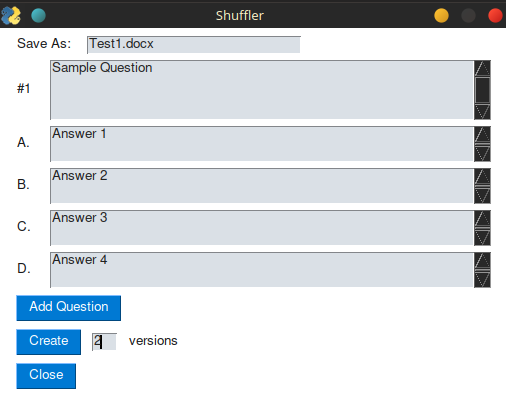 Shuffler
Save As: Test1.docx
#1 Sample Question
A. Answer 1
B. Answer 2
C. Answer 3
D. Answer 4
Add Question
Create 2 versions
Close